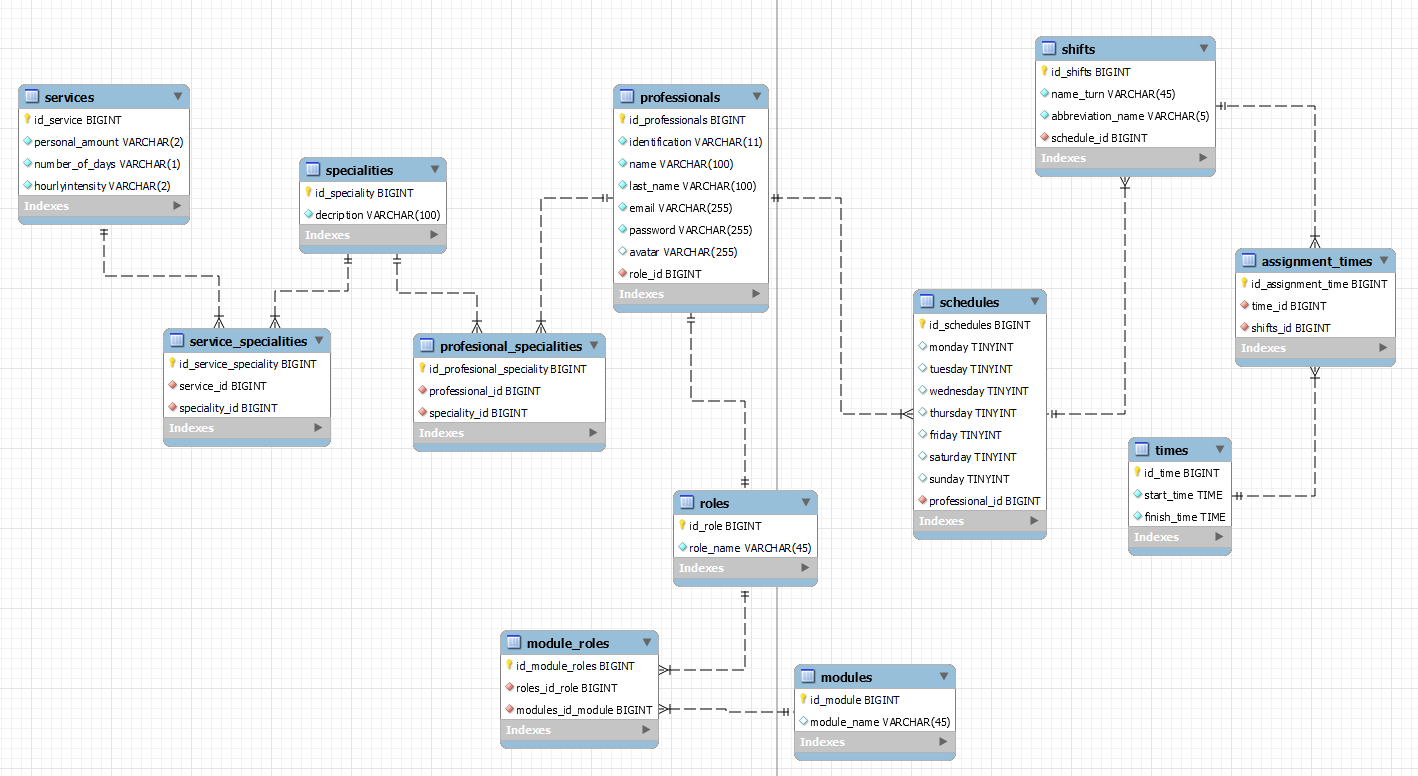 services
id_service BIGINT
personal_amount VARCHAR(2)
number_of_days VARCHAR(1)
hourlyintensity VARCHAR(2)
Indexes
specialities
id_speciality BIGINT
decription VARCHAR(100)
Indexes
professionals
id_professionals BIGINT
identification VARCHAR(11)
name VARCHAR(100)
last_name VARCHAR(100)
email VARCHAR(255)
password VARCHAR(255)
avatar VARCHAR(255)
role_id BIGINT
Indexes
shifts
id_shifts BIGINT
name_turn VARCHAR(45)
abbreviation_name VARCHAR(5)
schedule_id BIGINT
Indexes
assignment_times
id_assignment_time BIGINT
time_id BIGINT
shifts_id BIGINT
Indexes
schedules
id_schedules BIGINT
monday TINYINT
tuesday TINYINT
wednesday TINYINT
thursday TINYINT
friday TINYINT
saturday TINYINT
sunday TINYINT
professional_id BIGINT
Indexes
service_specialities
id_service_speciality BIGINT
service_id BIGINT
speciality_id BIGINT
Indexes
profesional_specialities
id_profesional_speciality BIGINT
professional_id BIGINT
speciality_id BIGINT
Indexes
times
id_time BIGINT
start_time TIME
finish_time TIME
Indexes
roles
id_role BIGINT
role_name VARCHAR(45)
Indexes
module_roles
id_module_roles BIGINT
roles_id_role BIGINT
modules_id_module BIGINT
Indexes
modules
id_module BIGINT
module_name VARCHAR(45)
Indexes